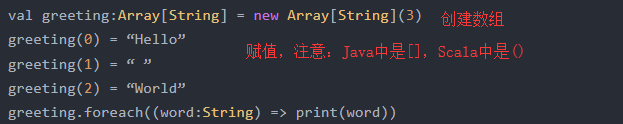 val greeting:Array[String] = new Array[String](3) 创建数组
greeting(0) = “Hello”
greeting(1) = “ ” 赋值，注意：Java中是[]，Scala中是()
greeting(2) = “World”
greeting.foreach((word:String) => print(word))